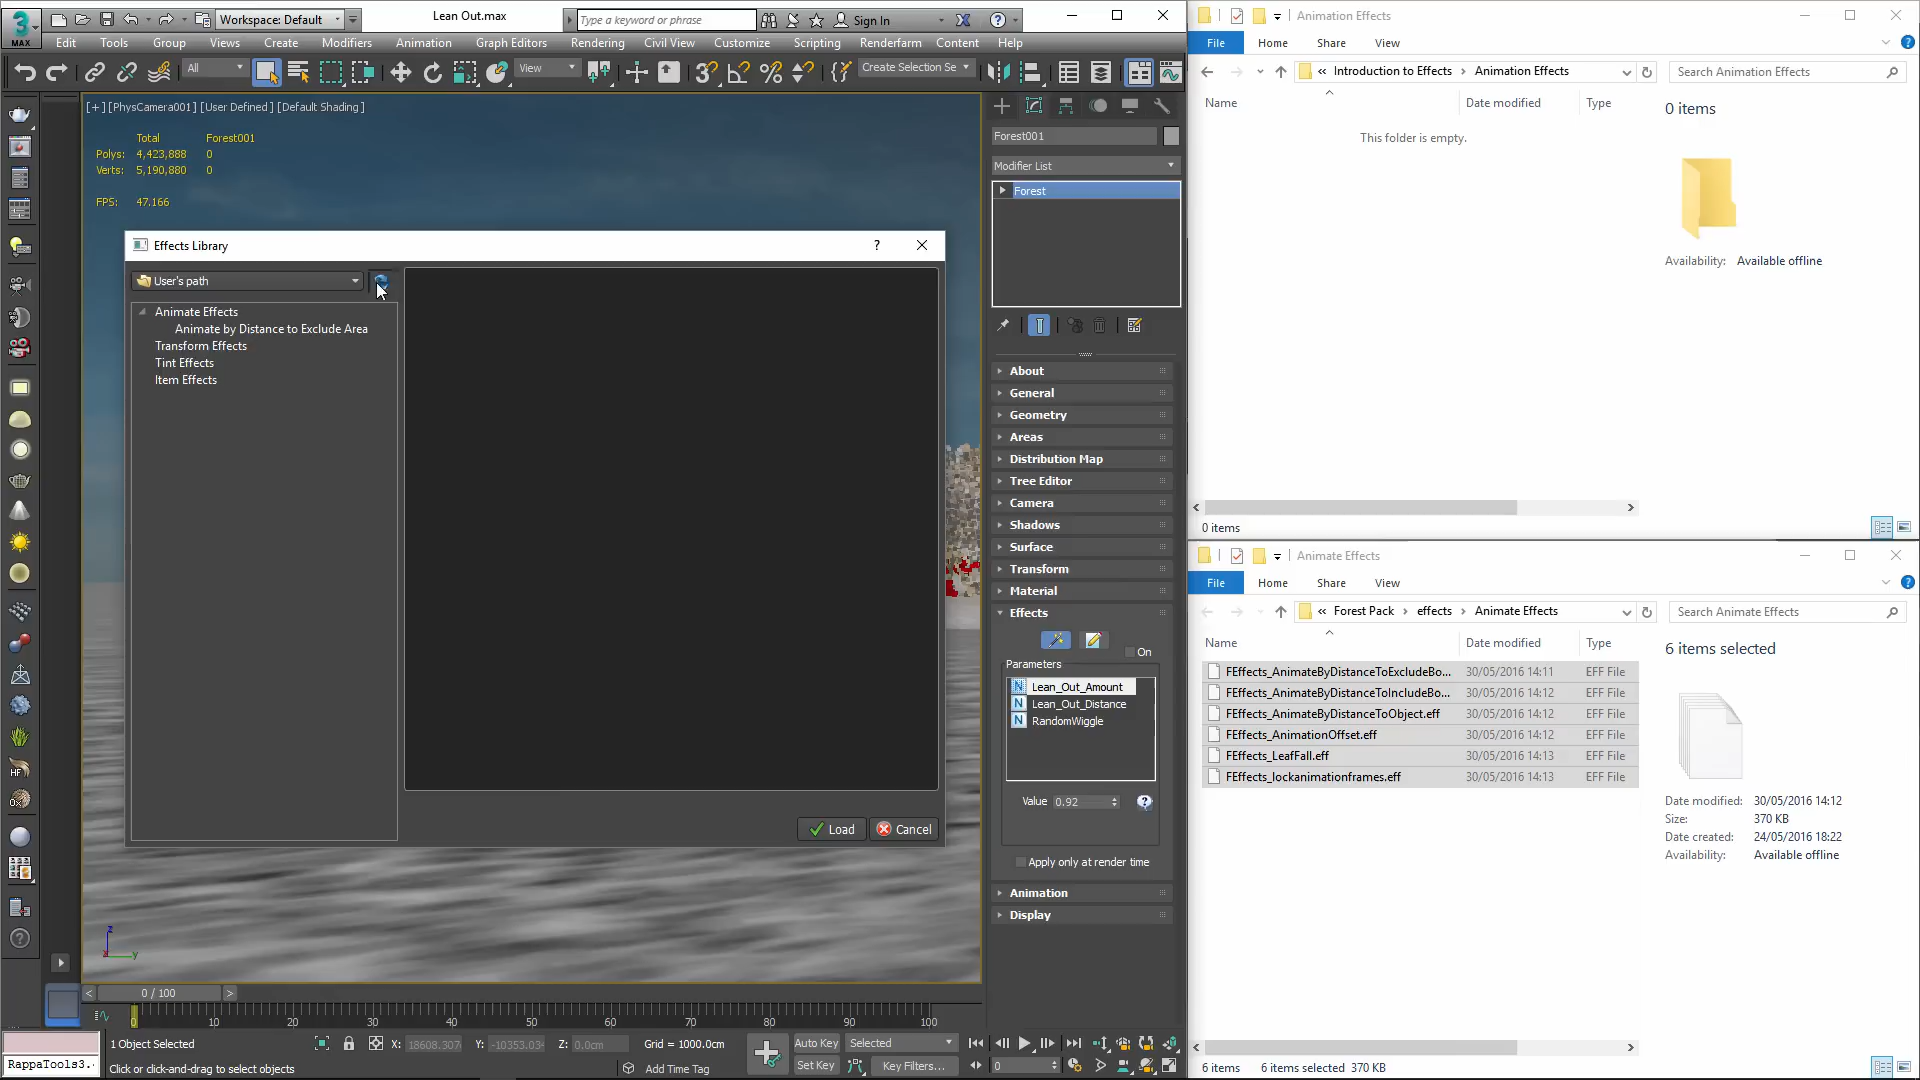 3
MAX
Workspace: Default
Lean Out.max
Type a keyword or phrase
Sign In
Edit Tools Group Views Create Modifiers Animation Graph Editors Rendering Civil View Customize Scripting Renderfarm Content Help
All
View
Create Selection Se
[+] [PhysCamera001] [User Defined ] [Default Shading ]
Total Forest001
Polys: 4,423,888 0
Verts: 5,190,880 0
FPS: 47.166
Effects Library
User's path
Animate Effects
Animate by Distance to Exclude Area
Transform Effects
Tint Effects
Item Effects
Load
Cancel
z
x
y
Forest001
Modifier List
Forest
About
General
Geometry
Areas
Distribution Map
Tree Editor
Camera
Shadows
Surface
Transform
Material
Effects
On
Parameters
Lean_Out_Amount
Lean_Out_Distance
RandomWiggle
Value 0.92
Apply only at render time
Animation
Display
0 / 100
0 10 20 30 40 50 60 70 80 90 100
RappaTools3.
1 Object Selected
X: 18608.307
Y: -10353.03
Z: 0.0cm
Grid = 1000.0cm
Auto Key
Selected
Click or click-and-drag to select objects
Add Time Tag
Set Key
Key Filters...
0
Animation Effects
File Home Share View
« Introduction to Effects > Animation Effects
Search Animation Effects
Name Date modified Type
This folder is empty.
0 items
Availability: Available offline
0 items
Animate Effects
File Home Share View
« Forest Pack > effects > Animate Effects
Search Animate Effects
Name Date modified Type
FEffects_AnimateByDistanceToExcludeBo... 30/05/2016 14:11 EFF File
FEffects_AnimateByDistanceToIncludeBo... 30/05/2016 14:12 EFF File
FEffects_AnimateByDistanceToObject.eff 30/05/2016 14:12 EFF File
FEffects_AnimationOffset.eff 30/05/2016 14:12 EFF File
FEffects_LeafFall.eff 30/05/2016 14:13 EFF File
FEffects_lockanimationframes.eff 30/05/2016 14:13 EFF File
6 items selected
Date modified: 30/05/2016 14:12
Size: 370 KB
Date created: 24/05/2016 18:22
Availability: Available offline
6 items 6 items selected 370 KB